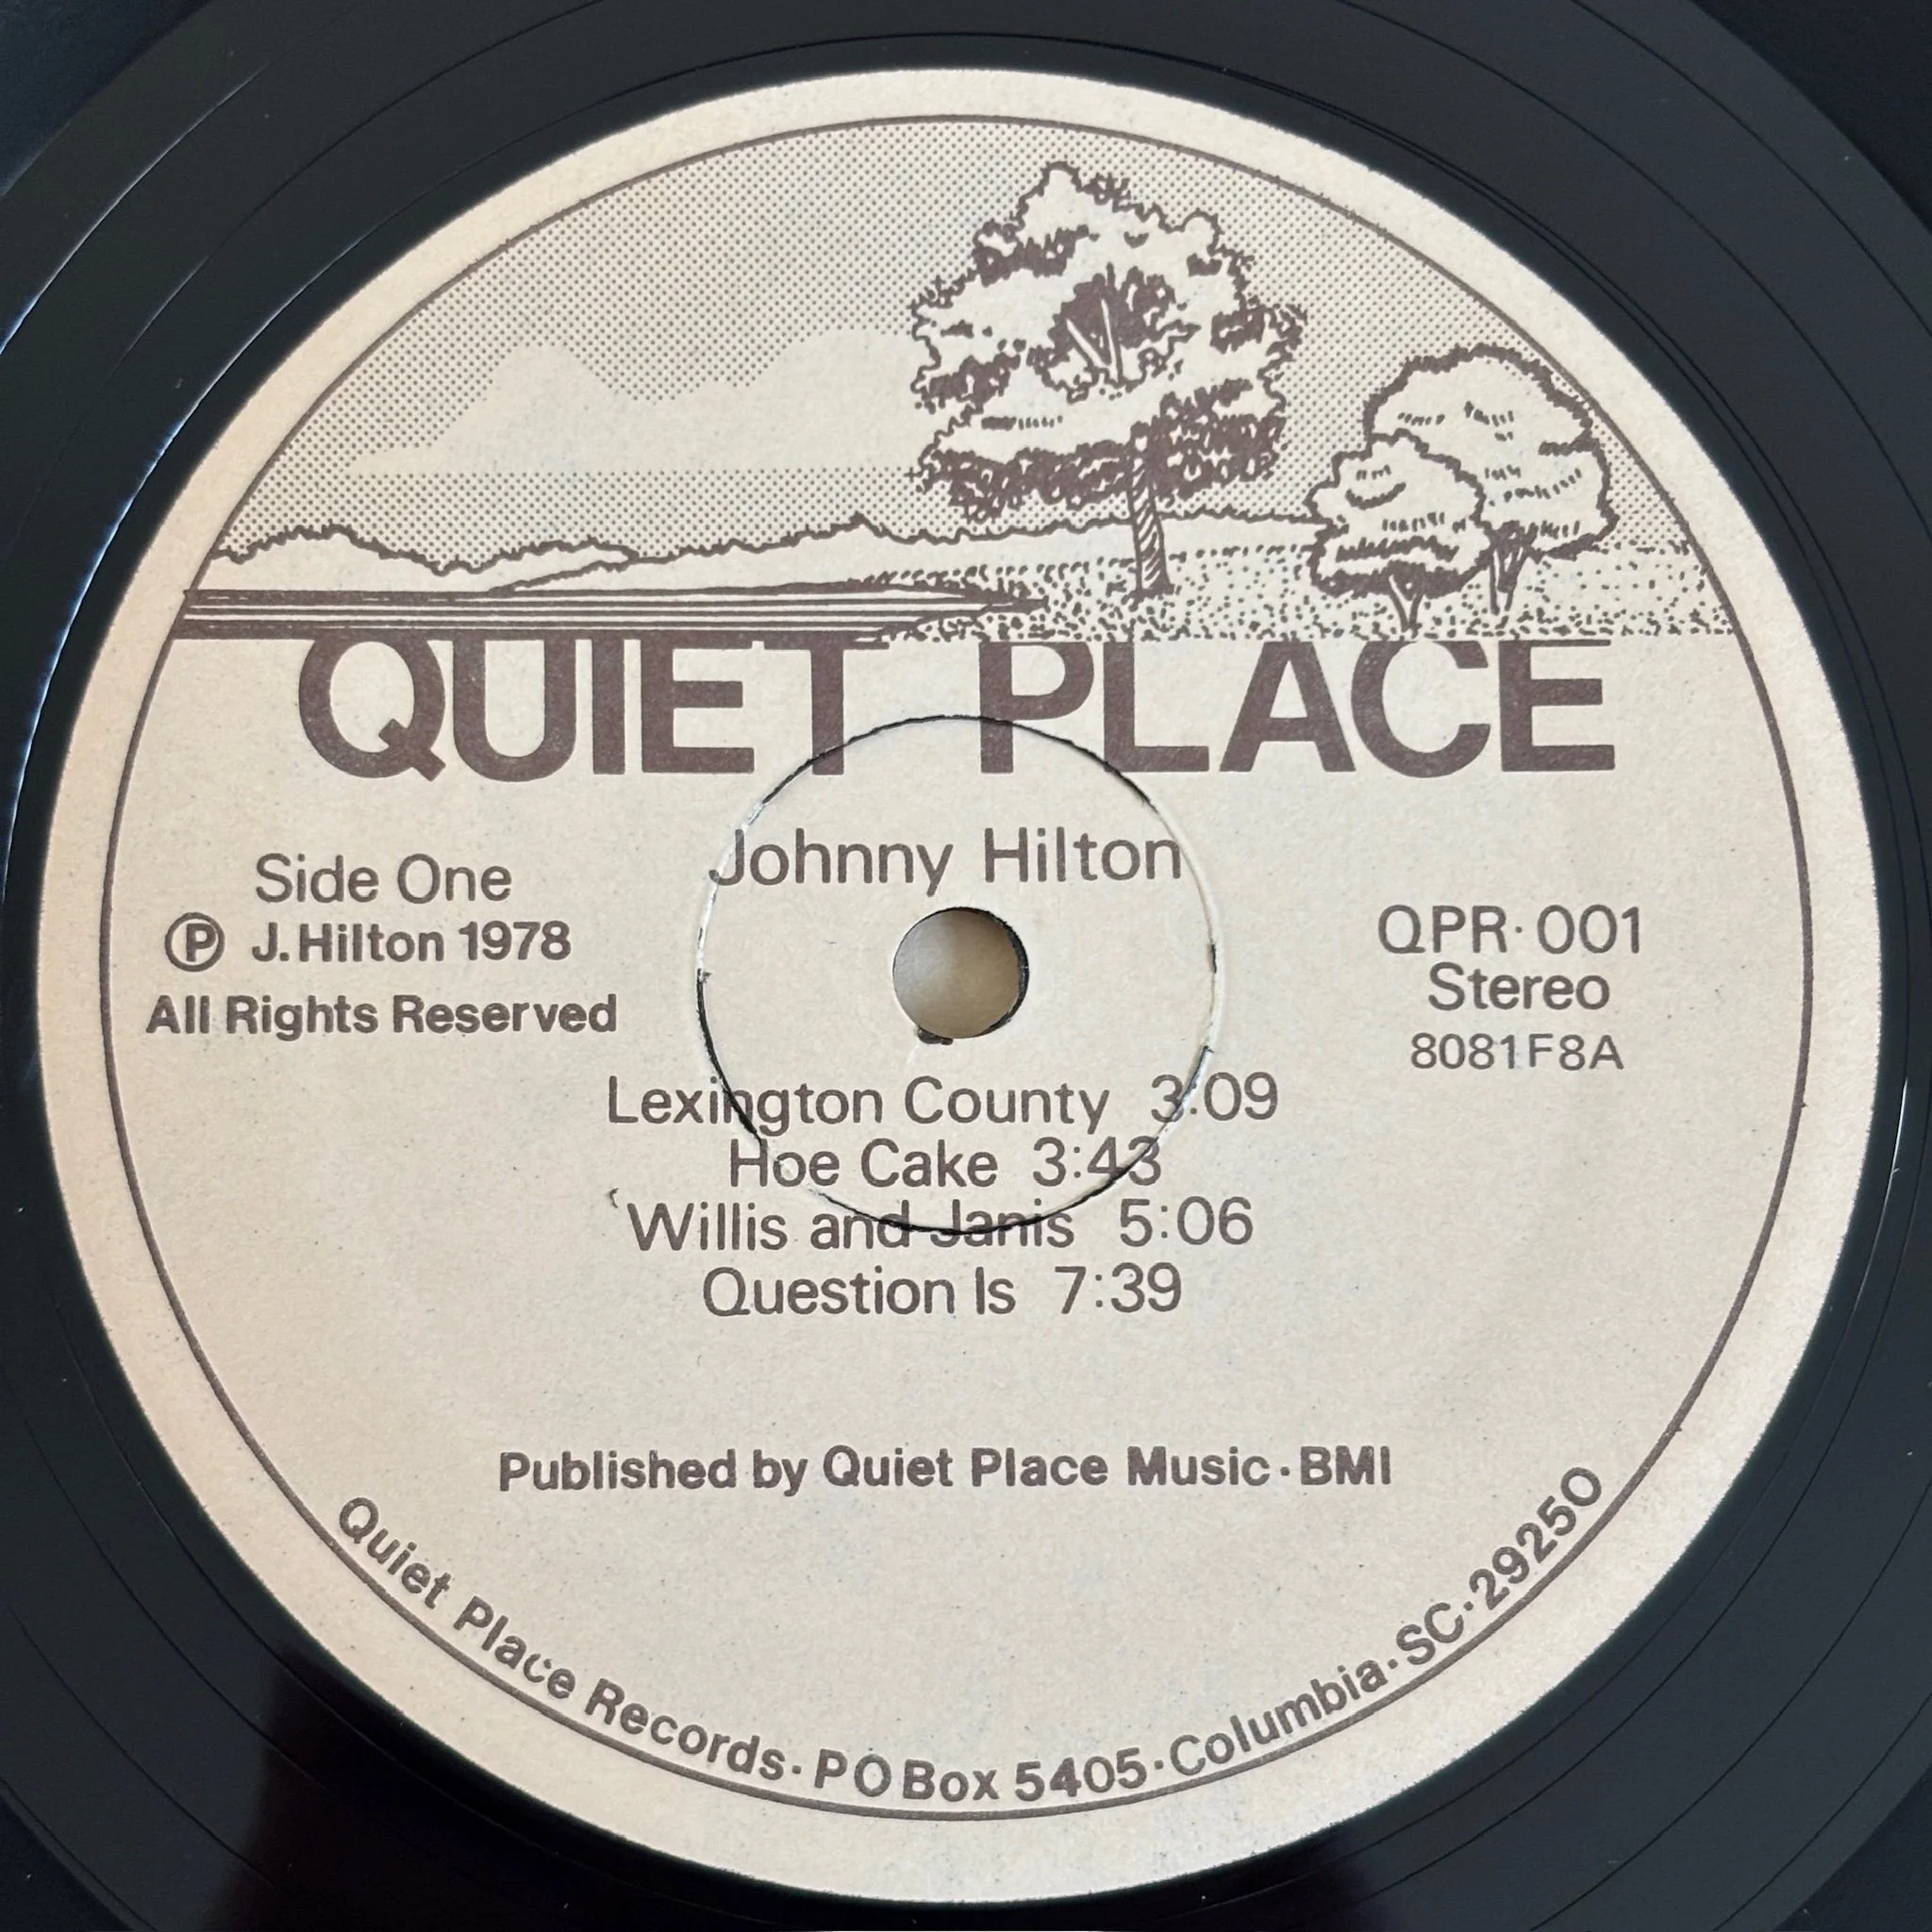 QUIET PLACE
Johnny Hilton
Side One
Ⓟ J. Hilton 1978
All Rights Reserved
QPR·001
Stereo
8081F8A
Lexington County 3:09
Hoe Cake 3:43
Willis and Janis 5:06
Question Is 7:39
Published by Quiet Place Music·BMI
Quiet Place Records·PO Box 5405·Columbia·SC·29250